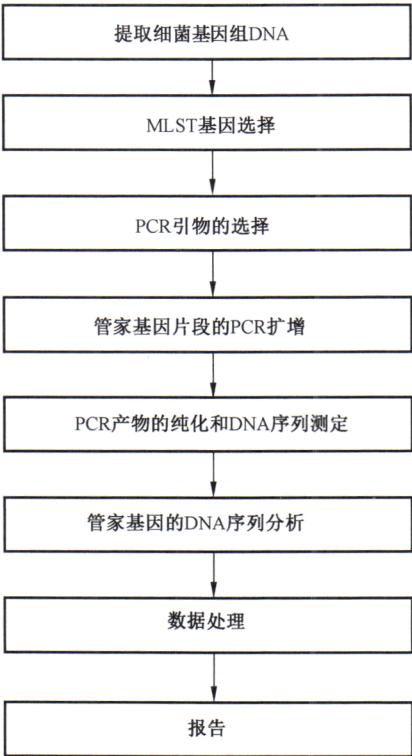 提取细菌基因组DNA
MLST基因选择
PCR引物的选择
管家基因片段的PCR扩增
PCR产物的纯化和DNA序列测定
管家基因的DNA序列分析
数据处理
报告